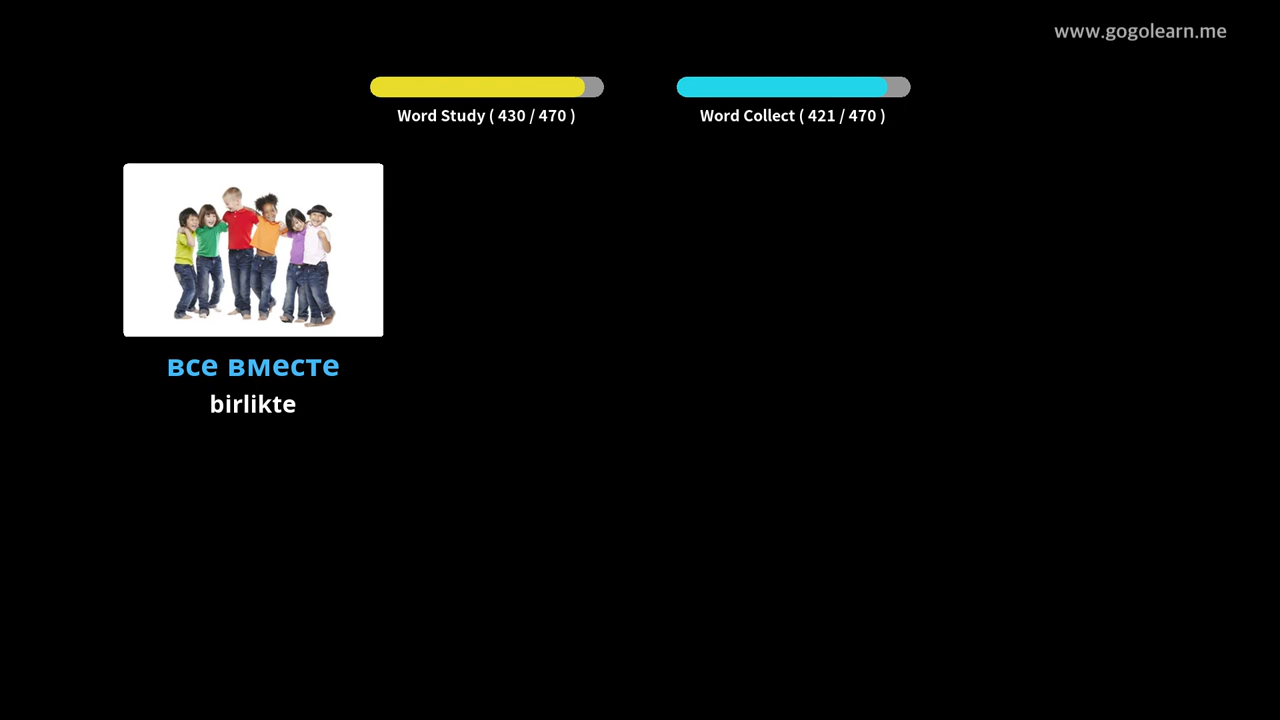 www.gogolearn.me
Word Study ( 430 / 470 )
Word Collect ( 421 / 470 )
все вместе
birlikte